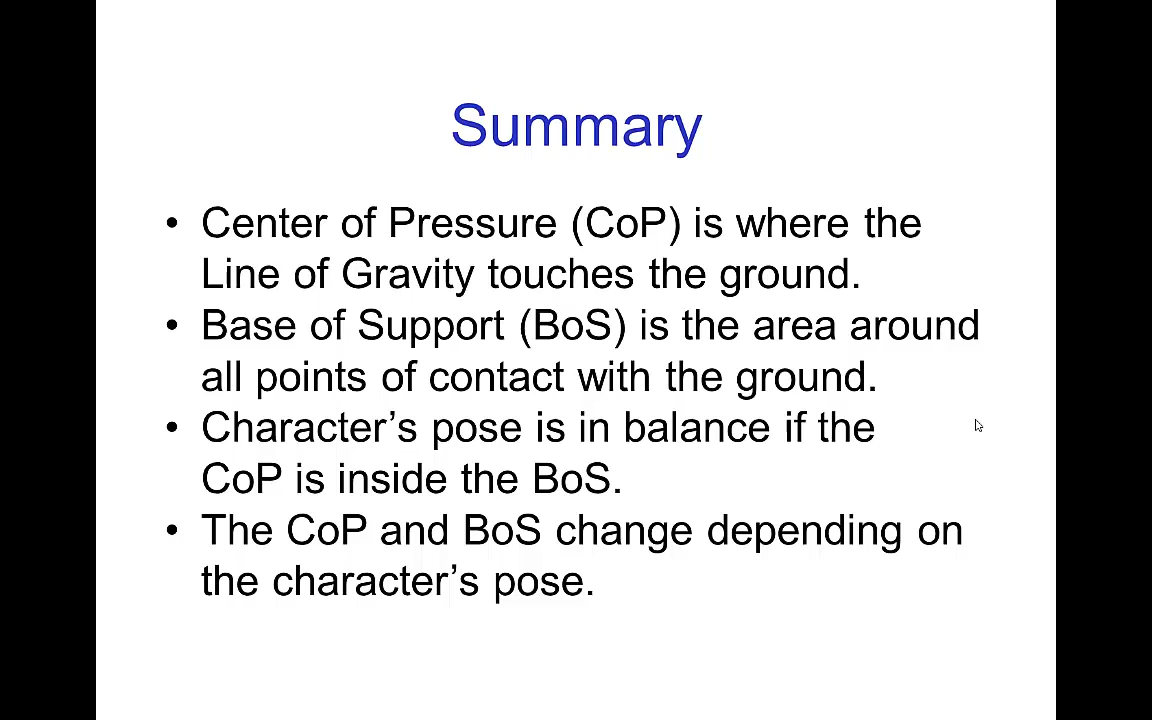 Summary
• Center of Pressure (CoP) is where the
Line of Gravity touches the ground.
• Base of Support (BoS) is the area around
all points of contact with the ground.
• Character’s pose is in balance if the
CoP is inside the BoS.
• The CoP and BoS change depending on
the character’s pose.